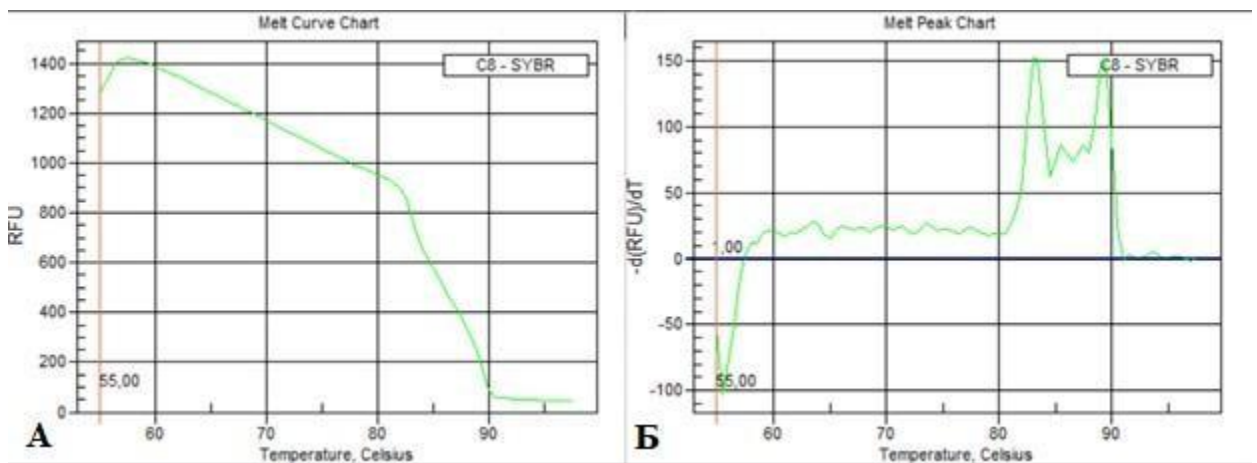 Melt Curve Chart
C8 - SYBR
1400
1200
1000
800
600
400
200
0
RFU
55,00
60
70
80
90
Temperature, Celsius
А
Melt Peak Chart
C8 - SYBR
150
100
50
0
-50
-100
-d(RFU)/dT
1,00
55,00
60
70
80
90
Temperature, Celsius
Б